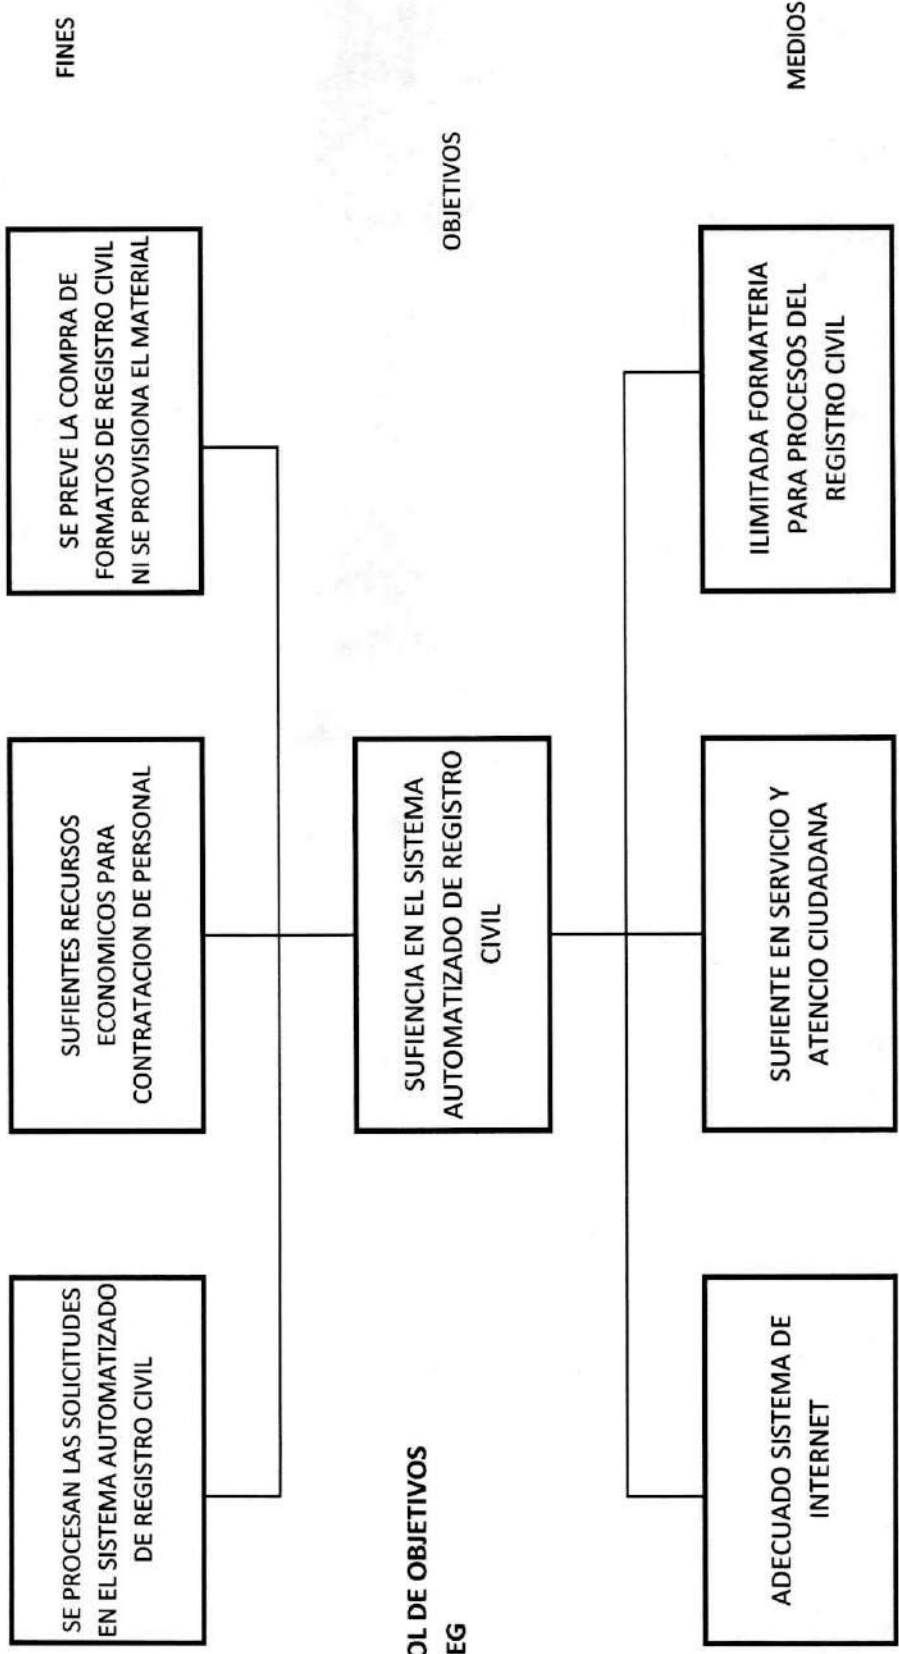 SE PROCESAN LAS SOLICITUDES
EN EL SISTEMA AUTOMATIZADO
DE REGISTRO CIVIL
SUFIENTES RECURSOS
ECONOMICOS PARA
CONTRATACION DE PERSONAL
SE PREVE LA COMPRA DE
FORMATOS DE REGISTRO CIVIL
NI SE PROVISIONA EL MATERIAL
FINES
OL DE OBJETIVOS
EG
SUFIENCIA EN EL SISTEMA
AUTOMATIZADO DE REGISTRO
CIVIL
OBJETIVOS
ADECUADO SISTEMA DE
INTERNET
SUFIENTE EN SERVICIO Y
ATENCIO CIUDADANA
ILIMITADA FORMATERIA
PARA PROCESOS DEL
REGISTRO CIVIL
MEDIOS